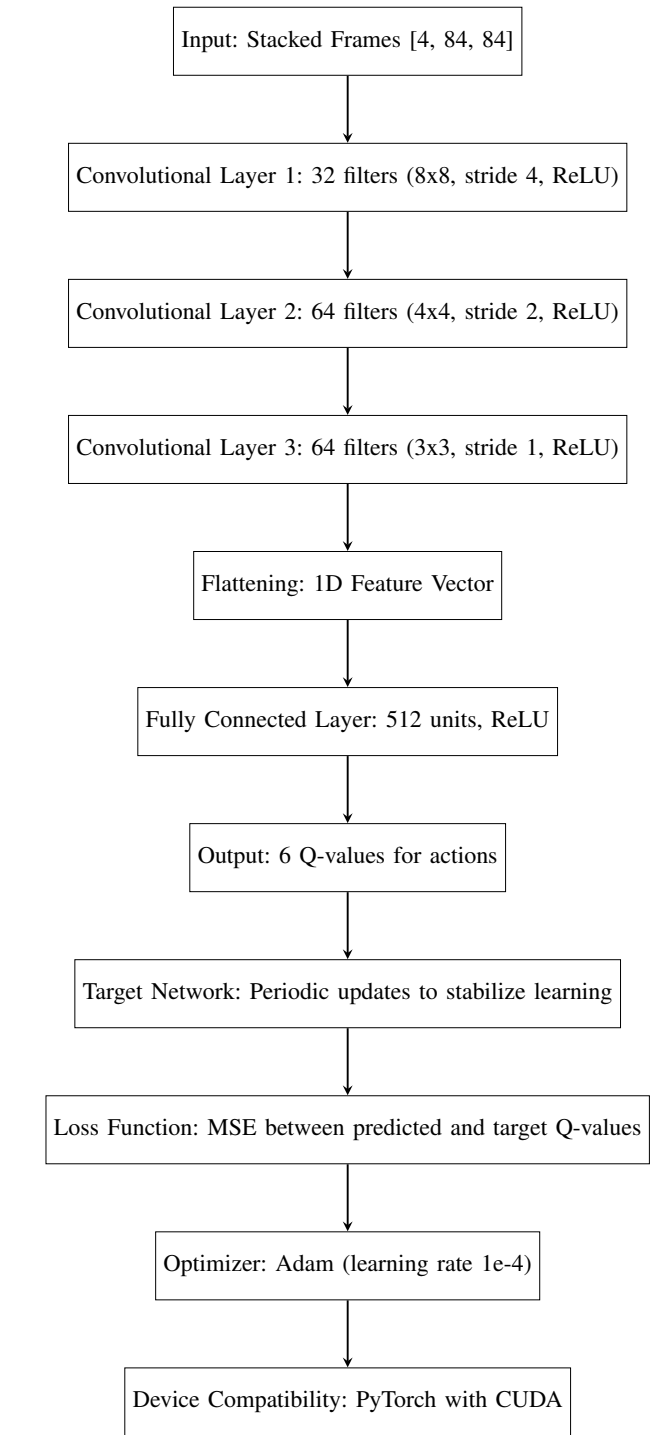 Input: Stacked Frames [4, 84, 84]
Convolutional Layer 1: 32 filters (8x8, stride 4, ReLU)
Convolutional Layer 2: 64 filters (4x4, stride 2, ReLU)
Convolutional Layer 3: 64 filters (3x3, stride 1, ReLU)
Flattening: 1D Feature Vector
Fully Connected Layer: 512 units, ReLU
Output: 6 Q-values for actions
Target Network: Periodic updates to stabilize learning
Loss Function: MSE between predicted and target Q-values
Optimizer: Adam (learning rate 1e-4)
Device Compatibility: PyTorch with CUDA